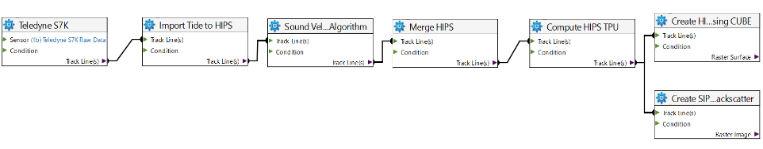 Teledyne S7K
Sensor (1b) Teledyne S7K Raw Data
Condition
Track Line(s)
Import Tide to HIPS
Track Line(s)
Condition
Track Line(s)
Sound Vel...Algorithm
Track Line(s)
Condition
Track Line(s)
Merge HIPS
Track Line(s)
Condition
Track Line(s)
Compute HIPS TPU
Track Line(s)
Condition
Track Line(s)
Create HI...sing CUBE
Track Line(s)
Condition
Raster Surface
Create SIP...ackscatter
Track Line(s)
Condition
Raster Image